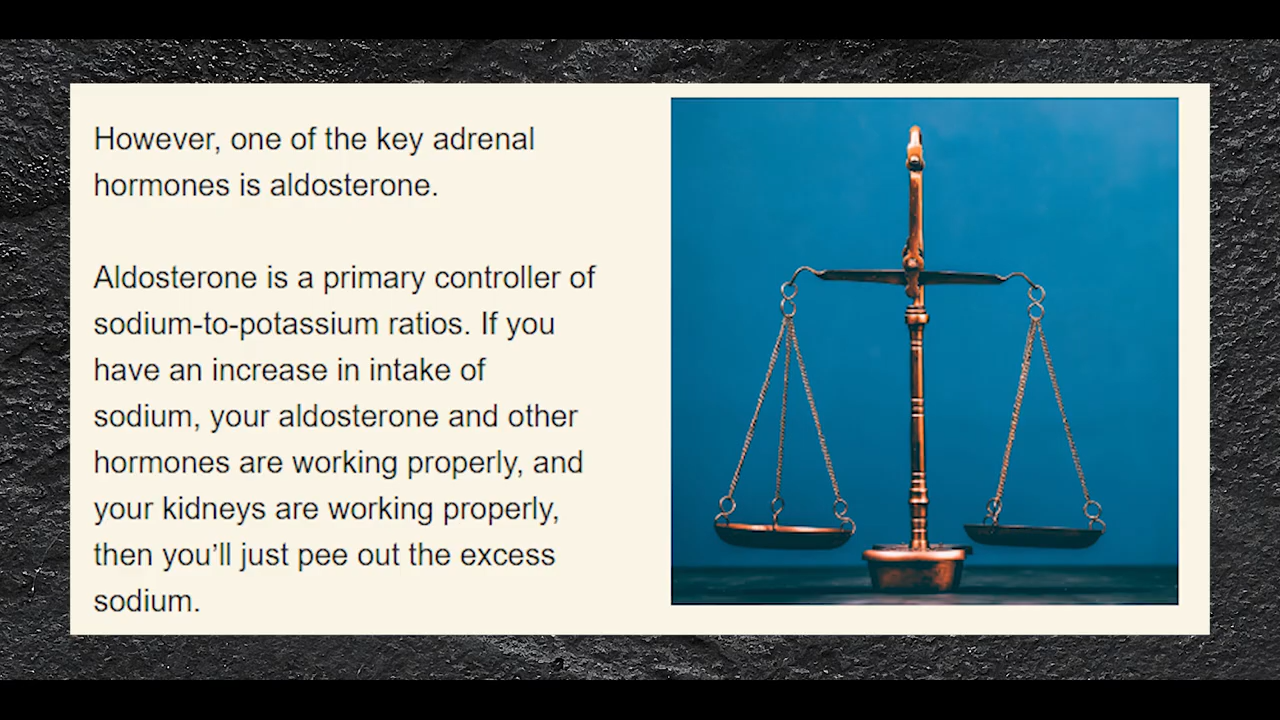 However, one of the key adrenal
hormones is aldosterone.
Aldosterone is a primary controller of
sodium-to-potassium ratios. If you
have an increase in intake of
sodium, your aldosterone and other
hormones are working properly, and
your kidneys are working properly,
then you’ll just pee out the excess
sodium.